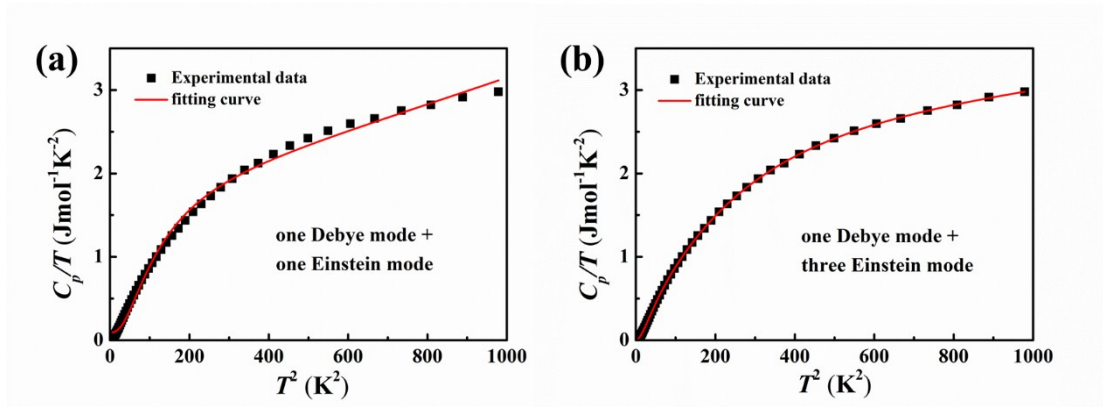 (a)
Experimental data
fitting curve
one Debye mode +
one Einstein mode
Cp/T (Jmol⁻¹K⁻²)
3
2
1
0
0 200 400 600 800 1000
T² (K²)
(b)
Experimental data
fitting curve
one Debye mode +
three Einstein mode
Cp/T (Jmol⁻¹K⁻²)
3
2
1
0
0 200 400 600 800 1000
T² (K²)